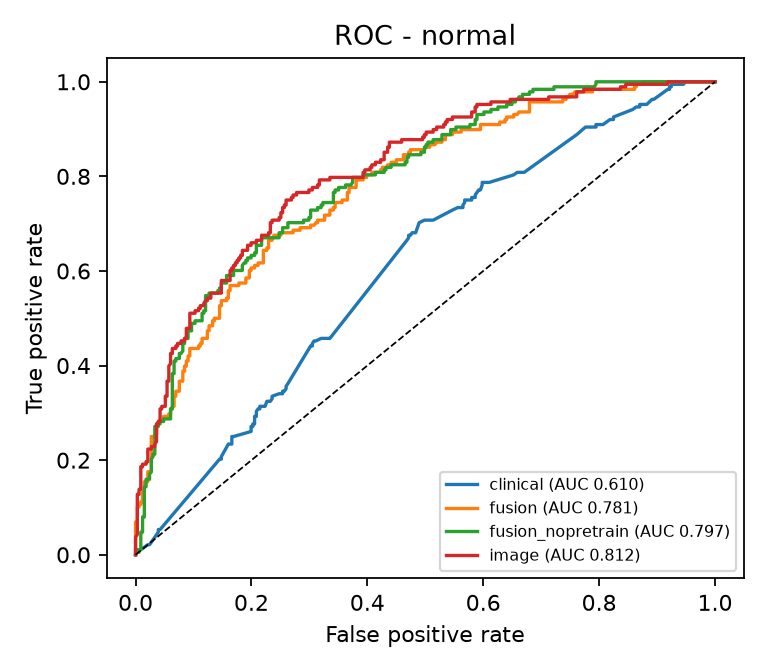 ROC - normal
True positive rate
1.0
0.8
0.6
0.4
0.2
0.0
clinical (AUC 0.610)
fusion (AUC 0.781)
fusion_nopretrain (AUC 0.797)
image (AUC 0.812)
0.0 0.2 0.4 0.6 0.8 1.0
False positive rate